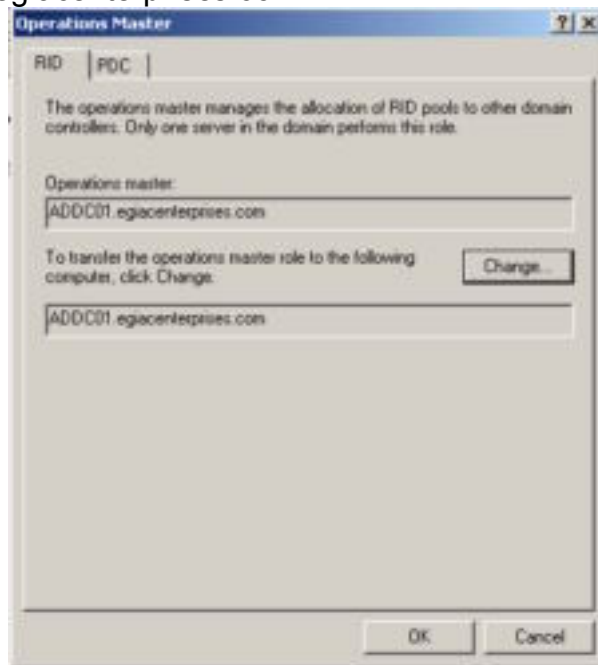 Operations Master
RID
PDC
The operations master manages the allocation of RID pools to other domain
controllers. Only one server in the domain performs this role.
Operations master:
ADDC01.egiacenterprises.com
To transfer the operations master role to the following
computer, click Change.
Change...
ADDC01.egiacenterprises.com
OK
Cancel